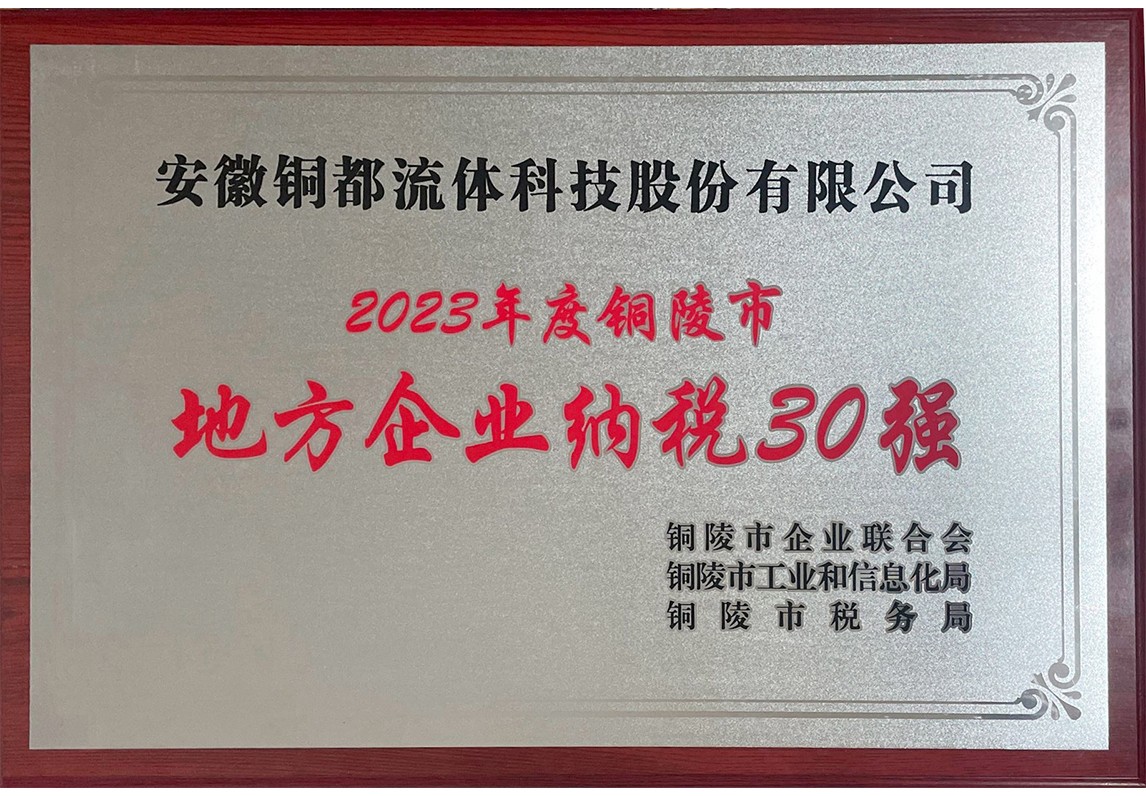 安徽铜都流体科技股份有限公司
2023年度铜陵市
地方企业纳税30强
铜陵市企业联合会
铜陵市工业和信息化局
铜陵市税务局